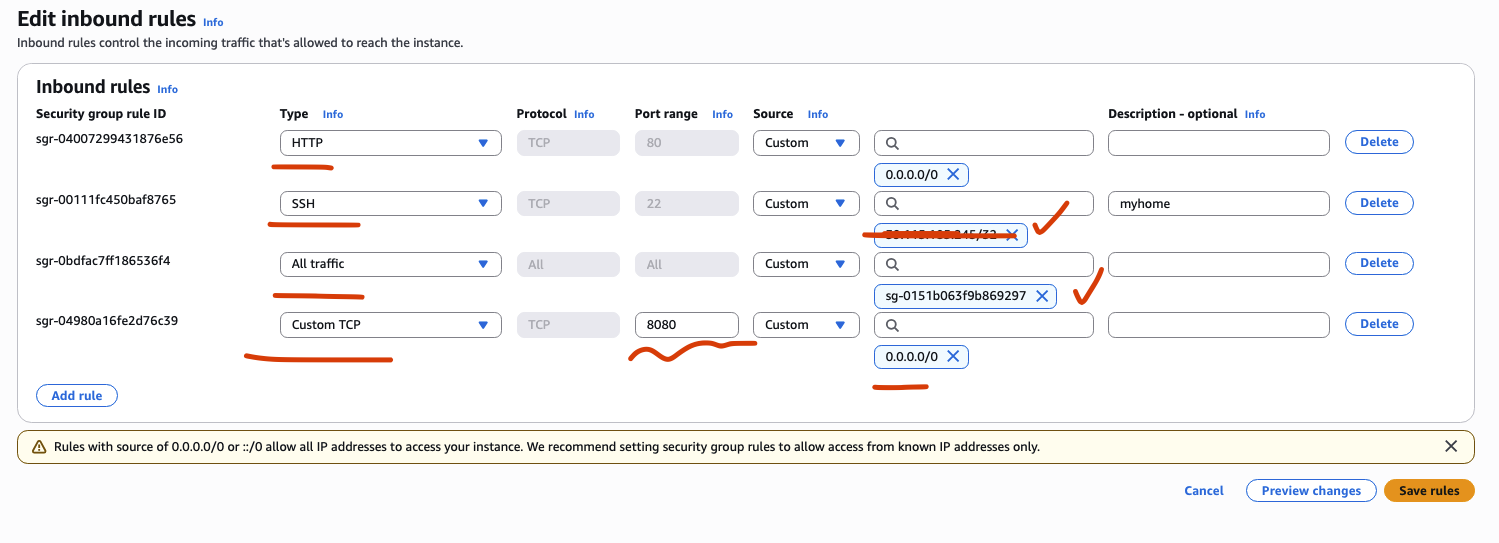 Edit inbound rules Info
Inbound rules control the incoming traffic that's allowed to reach the instance.
Inbound rules Info
Security group rule ID Type Info Protocol Info Port range Info Source Info Description - optional Info
sgr-04007299431876e56 HTTP TCP 80 Custom Delete
0.0.0.0/0
sgr-00111fc450baf8765 SSH TCP 22 Custom myhome Delete
sgr-0bdfac7ff186536f4 All traffic All All Custom Delete
sg-0151b063f9b869297
sgr-04980a16fe2d76c39 Custom TCP TCP 8080 Custom Delete
0.0.0.0/0
Add rule
Rules with source of 0.0.0.0/0 or ::/0 allow all IP addresses to access your instance. We recommend setting security group rules to allow access from known IP addresses only.
Cancel Preview changes Save rules